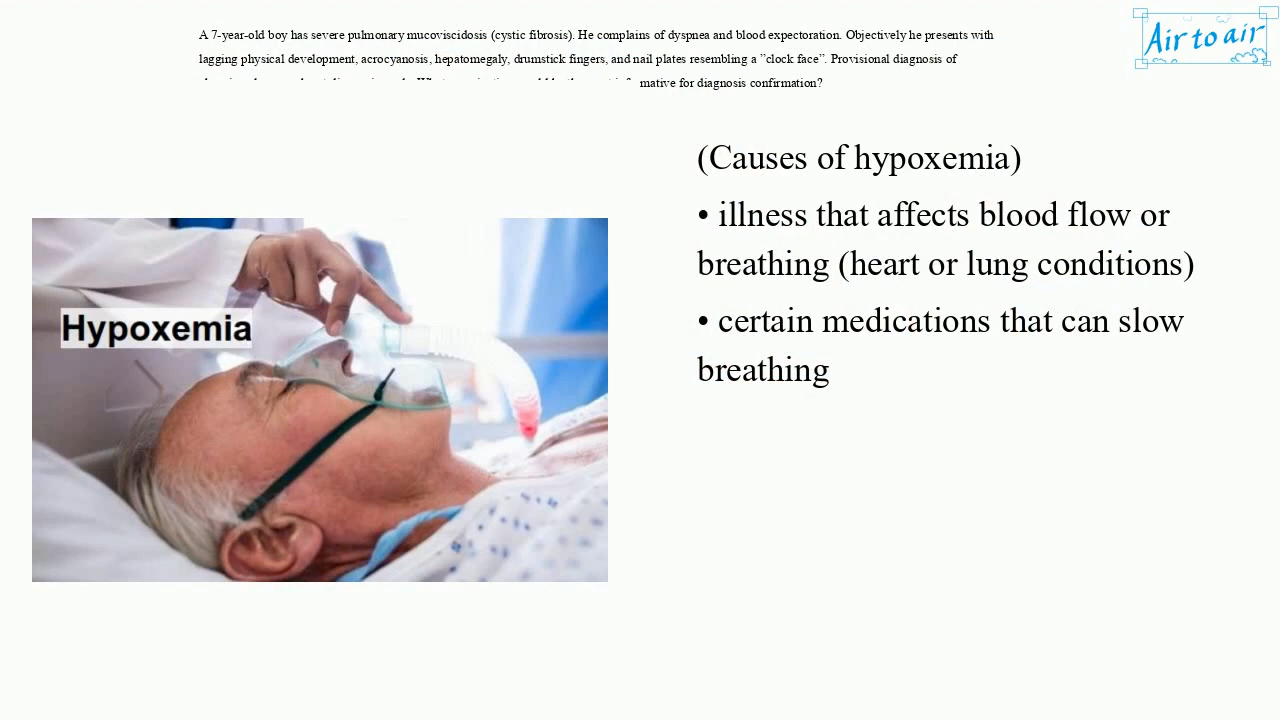 A 7-year-old boy has severe pulmonary mucoviscidosis (cystic fibrosis). He complains of dyspnea and blood expectoration. Objectively he presents with
lagging physical development, acrocyanosis, hepatomegaly, drumstick fingers, and nail plates resembling a ”clock face”. Provisional diagnosis of
mative for diagnosis confirmation?
Air to air
(Causes of hypoxemia)
• illness that affects blood flow or
breathing (heart or lung conditions)
• certain medications that can slow
breathing
Hypoxemia